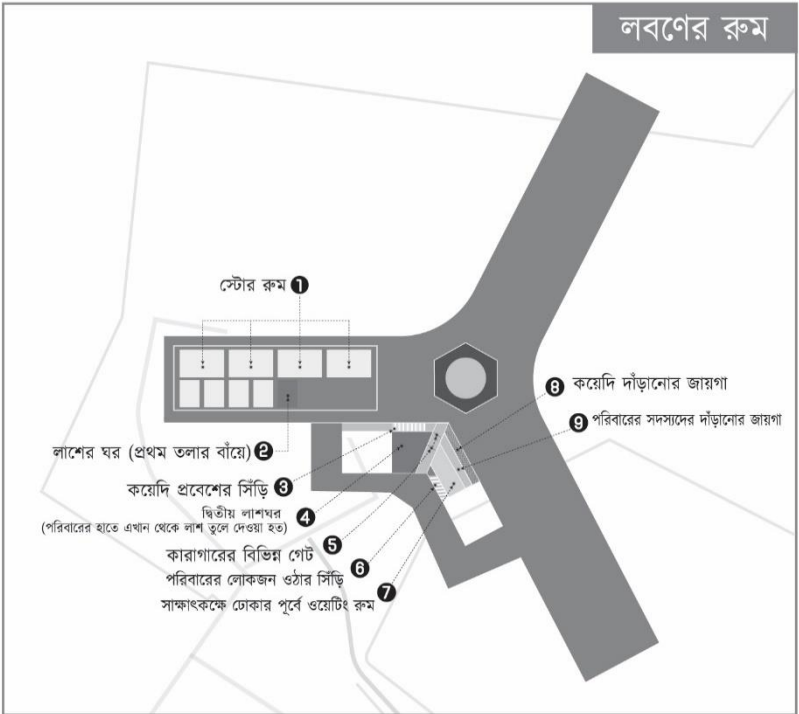 লবণের রুম
স্টোর রুম ❶
❽ কয়েদি দাঁড়ানোর জায়গা
❾ পরিবারের সদস্যদের দাঁড়ানোর জায়গা
লাশের ঘর (প্রথম তলার বাঁয়ে) ❷
কয়েদি প্রবেশের সিঁড়ি ❸
দ্বিতীয় লাশঘর ❹
(পরিবারের হাতে এখান থেকে লাশ তুলে দেওয়া হত)
কারাগারের বিভিন্ন গেট ❺
পরিবারের লোকজন ওঠার সিঁড়ি ❻
সাক্ষাৎকক্ষে ঢোকার পূর্বে ওয়েটিং রুম ❼